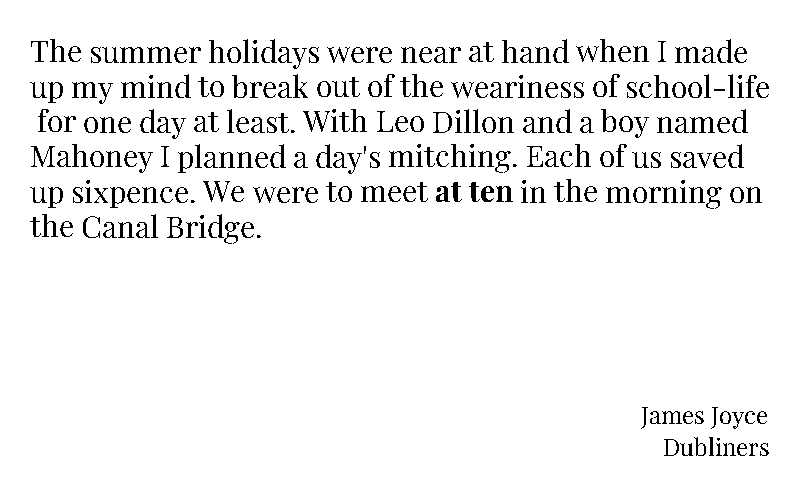 The summer holidays were near at hand when I made
up my mind to break out of the weariness of school-life
for one day at least. With Leo Dillon and a boy named
Mahoney I planned a day's mitching. Each of us saved
up sixpence. We were to meet at ten in the morning on
the Canal Bridge.
James Joyce
Dubliners